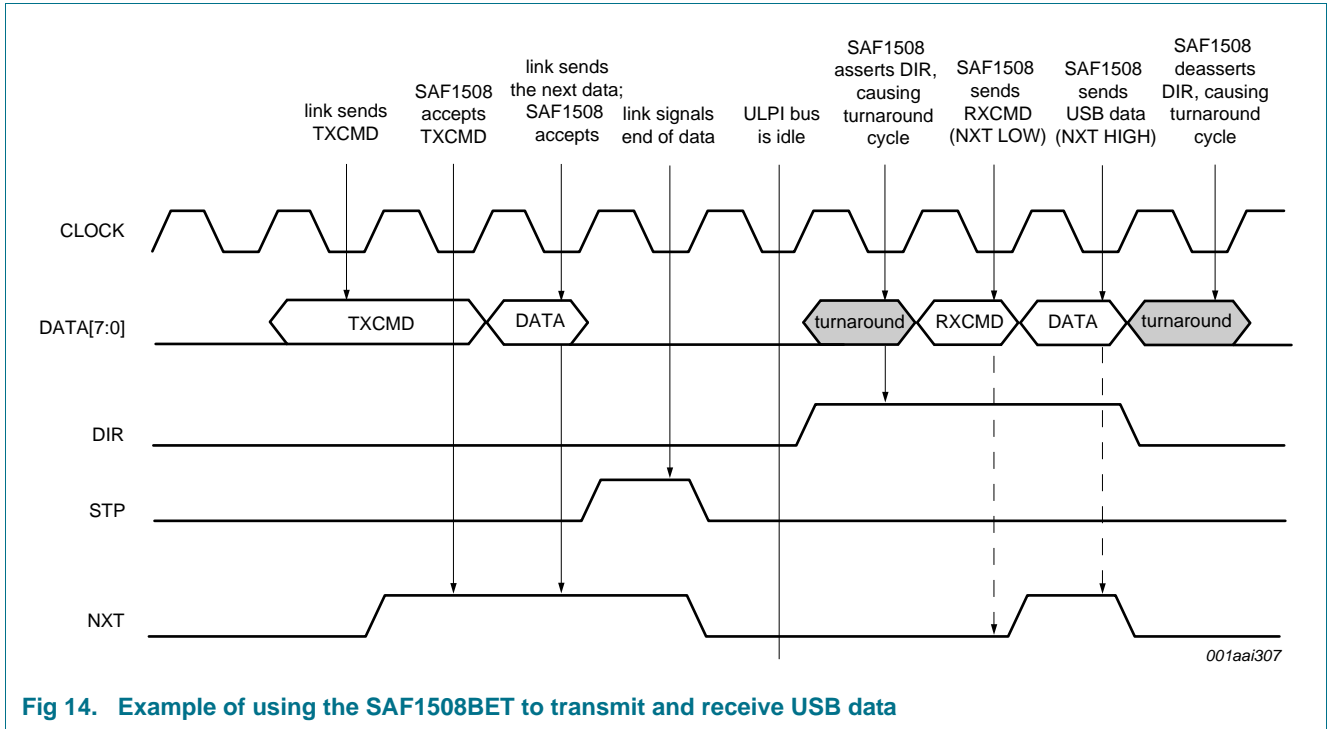 link sends
TXCMD
SAF1508
accepts
TXCMD
link sends
the next data;
SAF1508
accepts
link signals
end of data
ULPI bus
is idle
SAF1508
asserts DIR,
causing
turnaround
cycle
SAF1508
sends
RXCMD
(NXT LOW)
SAF1508
sends
USB data
(NXT HIGH)
SAF1508
deasserts
DIR, causing
turnaround
cycle
CLOCK
DATA[7:0]
TXCMD
DATA
turnaround
RXCMD
DATA
turnaround
DIR
STP
NXT
001aai307
Fig 14. Example of using the SAF1508BET to transmit and receive USB data